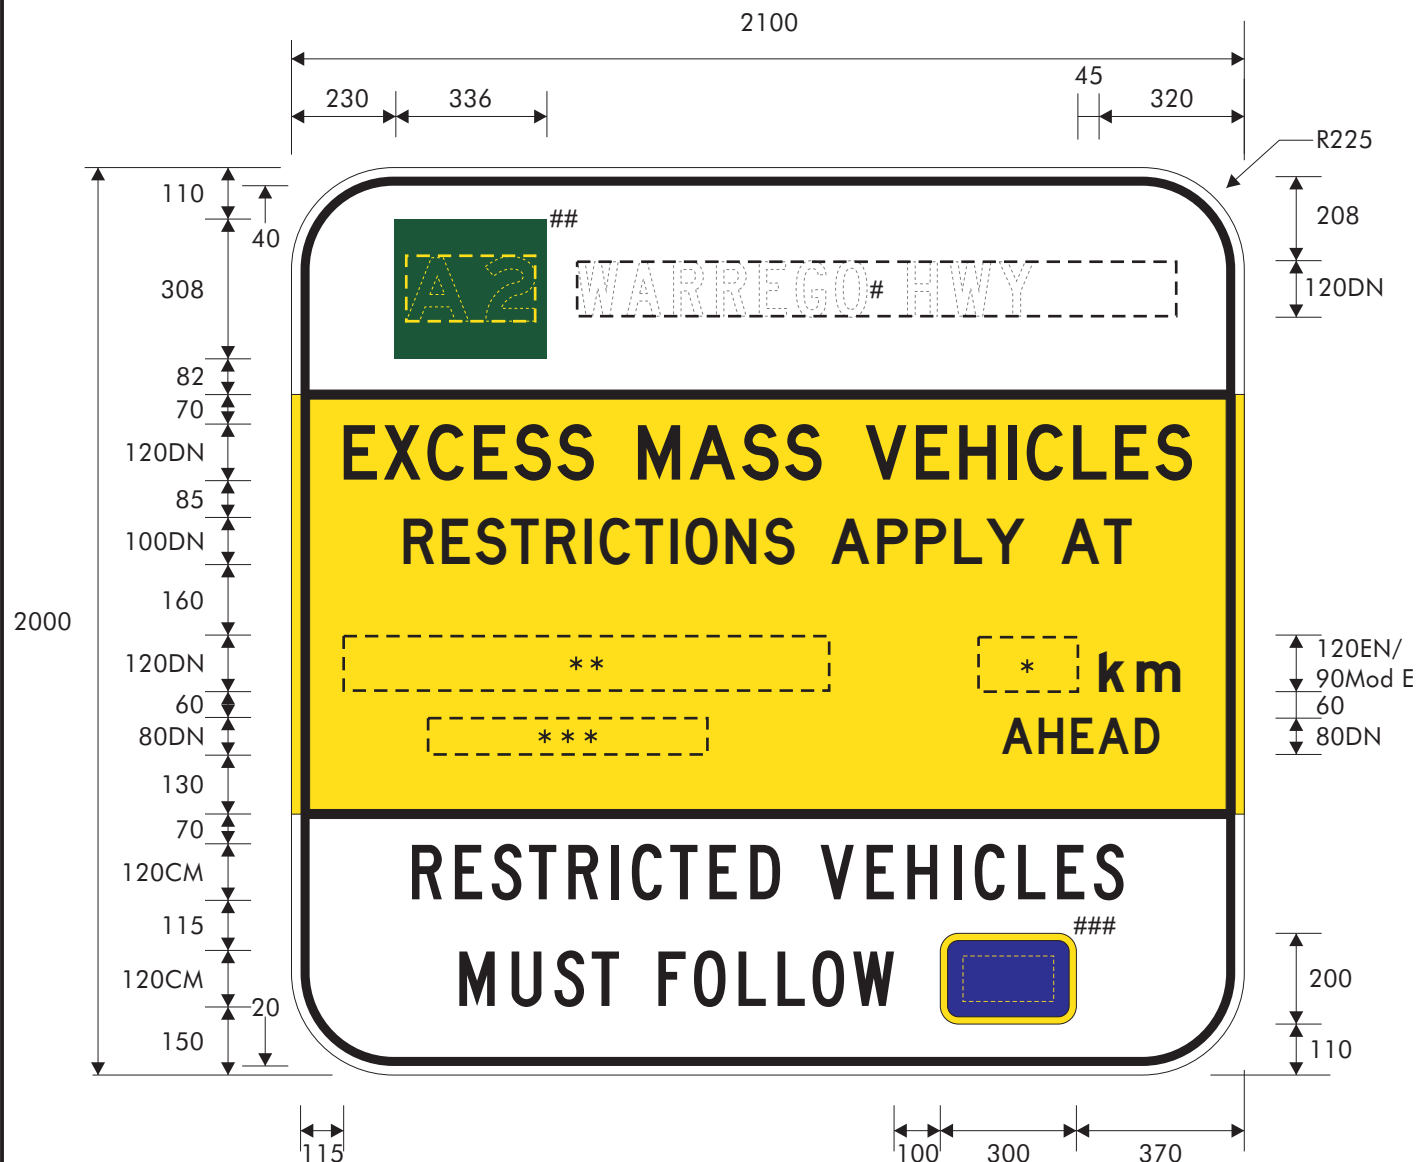 2100
45
230
336
320
R225
110
##
208
40
A2
WARREGO HWY
#
308
120DN
82
70
EXCESS MASS VEHICLES
120DN
85
RESTRICTIONS APPLY AT
100DN
160
2000
120DN
**
*
km
120EN/
90Mod E
60
60
80DN
***
AHEAD
80DN
130
70
RESTRICTED VEHICLES
120CM
115
###
MUST FOLLOW
120CM
200
20
150
110
115
100
300
370